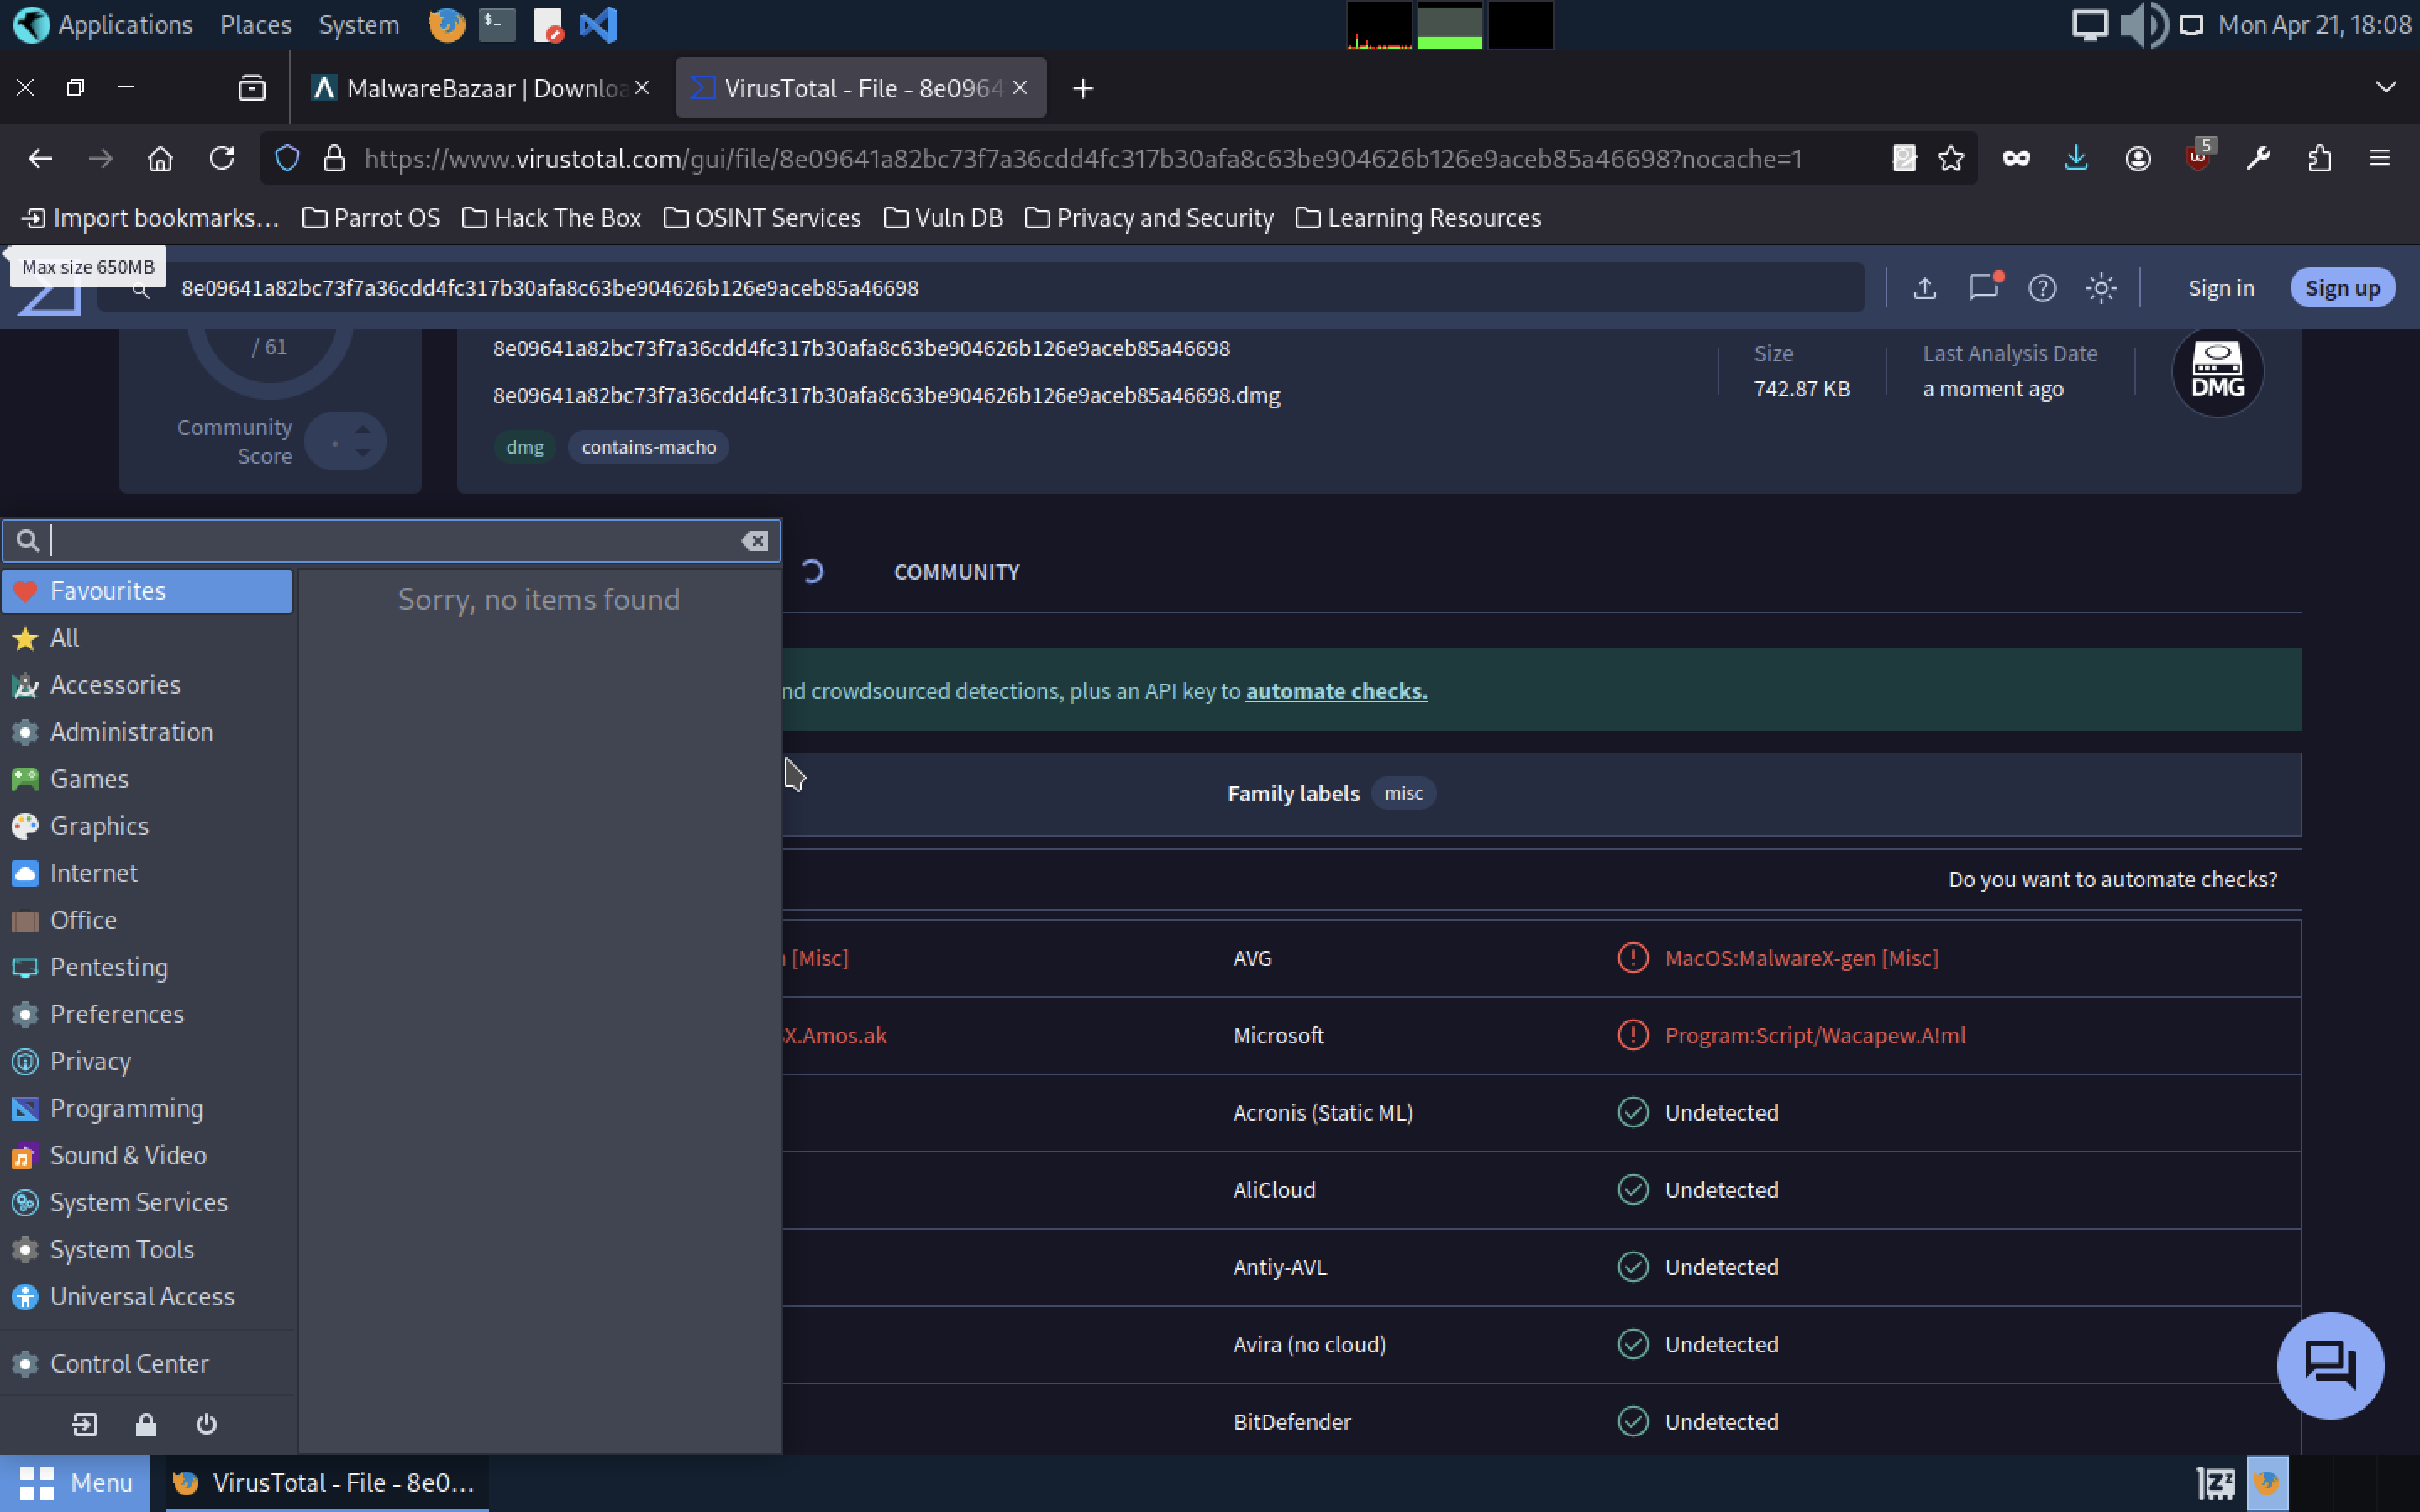 Applications Places System Mon Apr 21, 18:08
MalwareBazaar | Downloa VirusTotal - File - 8e0964
https://www.virustotal.com/gui/file/8e09641a82bc73f7a36cdd4fc317b30afa8c63be904626b126e9aceb85a46698?nocache=1 5
Import bookmarks... Parrot OS Hack The Box OSINT Services Vuln DB Privacy and Security Learning Resources
Max size 650MB
8e09641a82bc73f7a36cdd4fc317b30afa8c63be904626b126e9aceb85a46698 Sign in Sign up
/ 61
Community
Score
8e09641a82bc73f7a36cdd4fc317b30afa8c63be904626b126e9aceb85a46698
8e09641a82bc73f7a36cdd4fc317b30afa8c63be904626b126e9aceb85a46698.dmg
dmg contains-macho
Size
742.87 KB
Last Analysis Date
a moment ago
DMG
COMMUNITY
nd crowdsourced detections, plus an API key to automate checks.
Family labels misc
Do you want to automate checks?
[Misc] AVG MacOS:MalwareX-gen [Misc]
X.Amos.ak Microsoft Program:Script/Wacapew.A!ml
Acronis (Static ML) Undetected
AliCloud Undetected
Antiy-AVL Undetected
Avira (no cloud) Undetected
BitDefender Undetected
Favourites
Sorry, no items found
All
Accessories
Administration
Games
Graphics
Internet
Office
Pentesting
Preferences
Privacy
Programming
Sound & Video
System Services
System Tools
Universal Access
Control Center
Menu VirusTotal - File - 8e0...